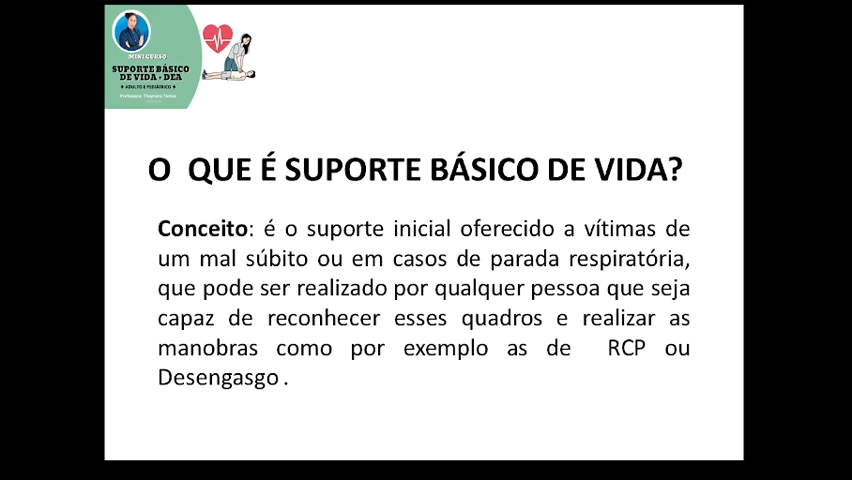 MINI CURSO
SUPORTE BÁSICO
DE VIDA + DEA
ADULTO E PEDIÁTRICO
O QUE É SUPORTE BÁSICO DE VIDA?
Conceito: é o suporte inicial oferecido a vítimas de
um mal súbito ou em casos de parada respiratória,
que pode ser realizado por qualquer pessoa que seja
capaz de reconhecer esses quadros e realizar as
manobras como por exemplo as de RCP ou
Desengasgo .